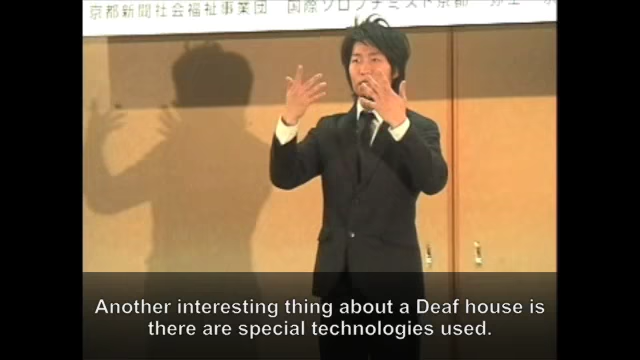 京都新聞社会福祉事業団 国際ソロプチミスト京都
Another interesting thing about a Deaf house is
there are special technologies used.